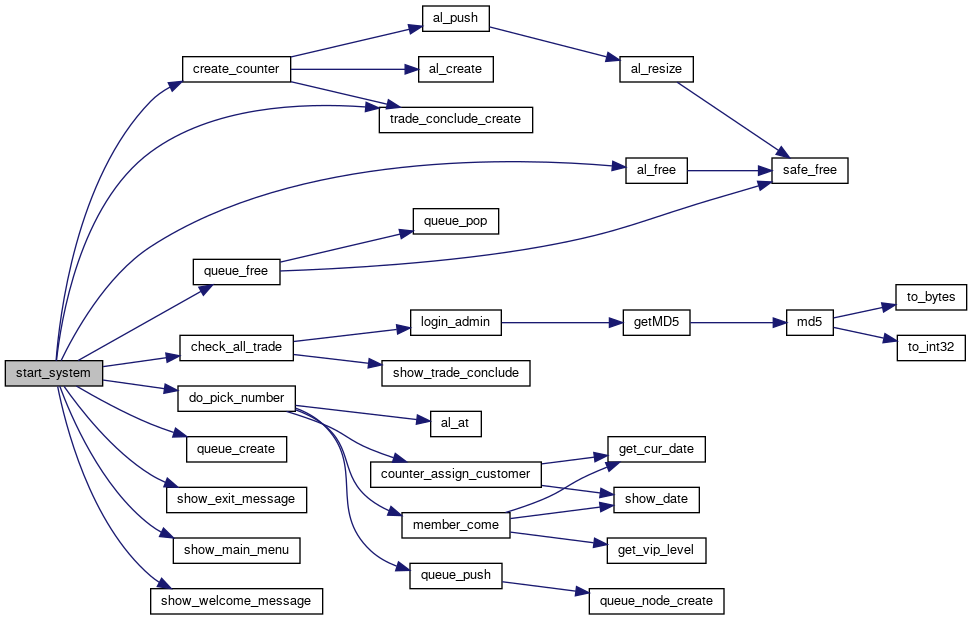 al_push
create_counter
al_create
al_resize
trade_conclude_create
al_free
safe_free
queue_pop
queue_free
to_bytes
login_admin
getMD5
md5
check_all_trade
to_int32
start_system
show_trade_conclude
do_pick_number
al_at
queue_create
get_cur_date
counter_assign_customer
show_exit_message
show_date
member_come
show_main_menu
get_vip_level
queue_push
show_welcome_message
queue_node_create